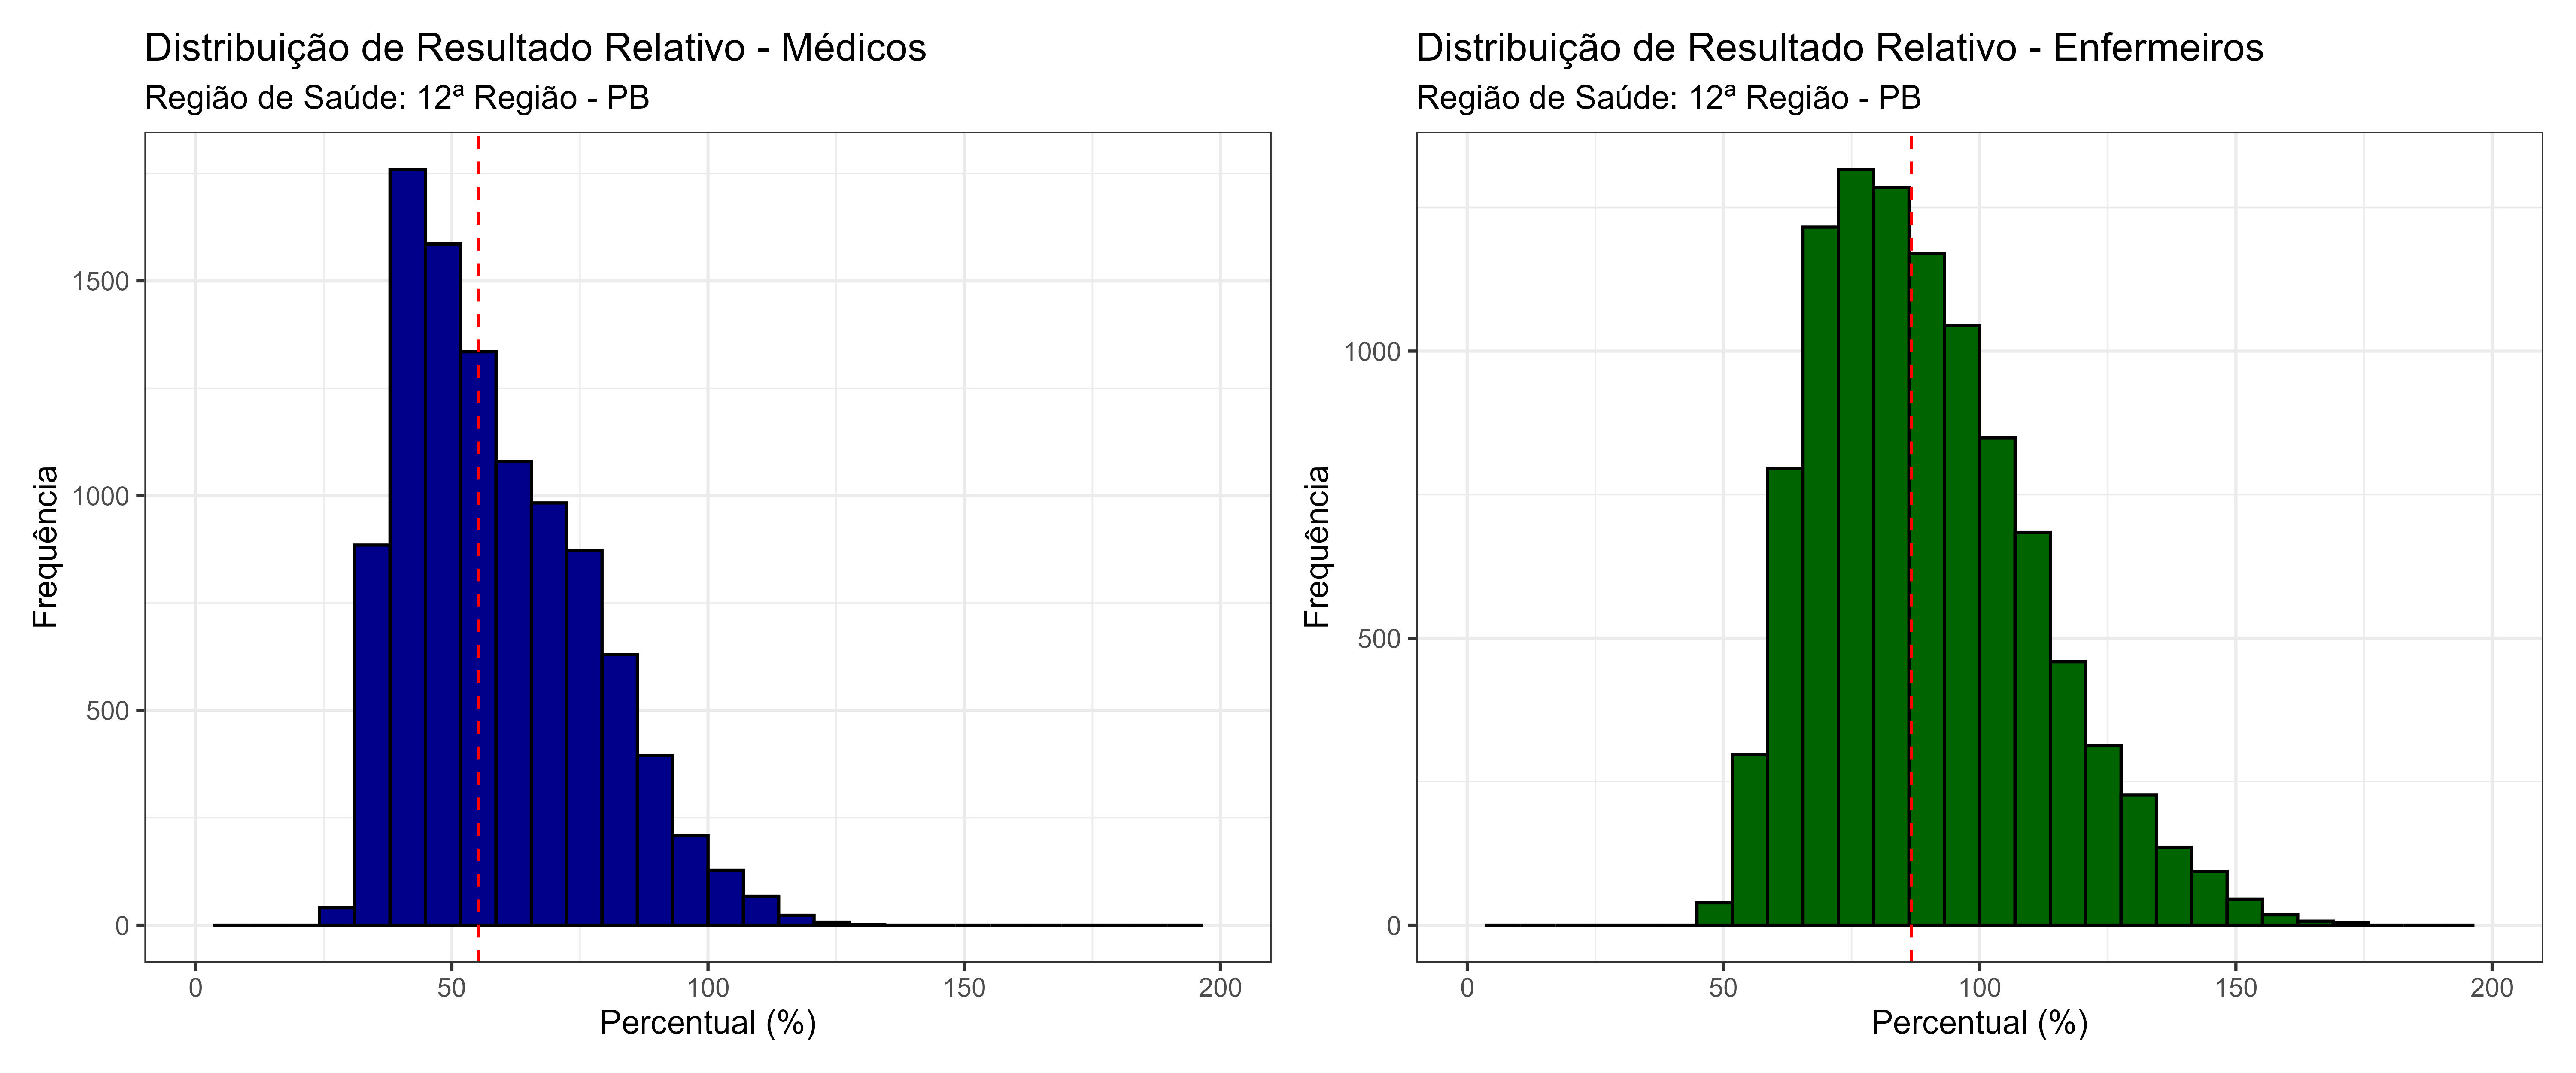 Distribuição de Resultado Relativo - Médicos
Região de Saúde: 12ª Região - PB
Frequência
1500
1000
500
0
0 50 100 150 200
Percentual (%)
Distribuição de Resultado Relativo - Enfermeiros
Região de Saúde: 12ª Região - PB
Frequência
1000
500
0
0 50 100 150 200
Percentual (%)